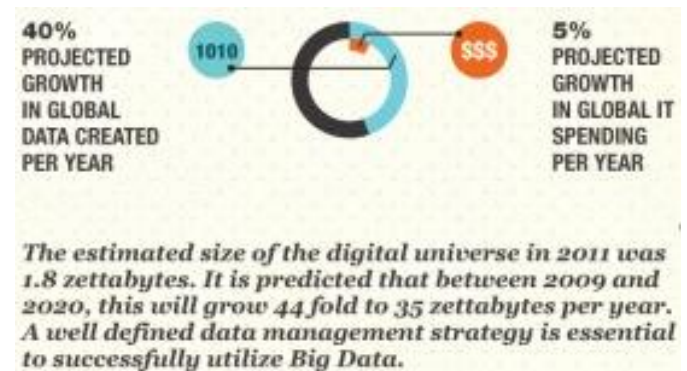 40%
PROJECTED
GROWTH
IN GLOBAL
DATA CREATED
PER YEAR
1010
$$$
5%
PROJECTED
GROWTH
IN GLOBAL IT
SPENDING
PER YEAR
The estimated size of the digital universe in 2011 was
1.8 zettabytes. It is predicted that between 2009 and
2020, this will grow 44 fold to 35 zettabytes per year.
A well defined data management strategy is essential
to successfully utilize Big Data.